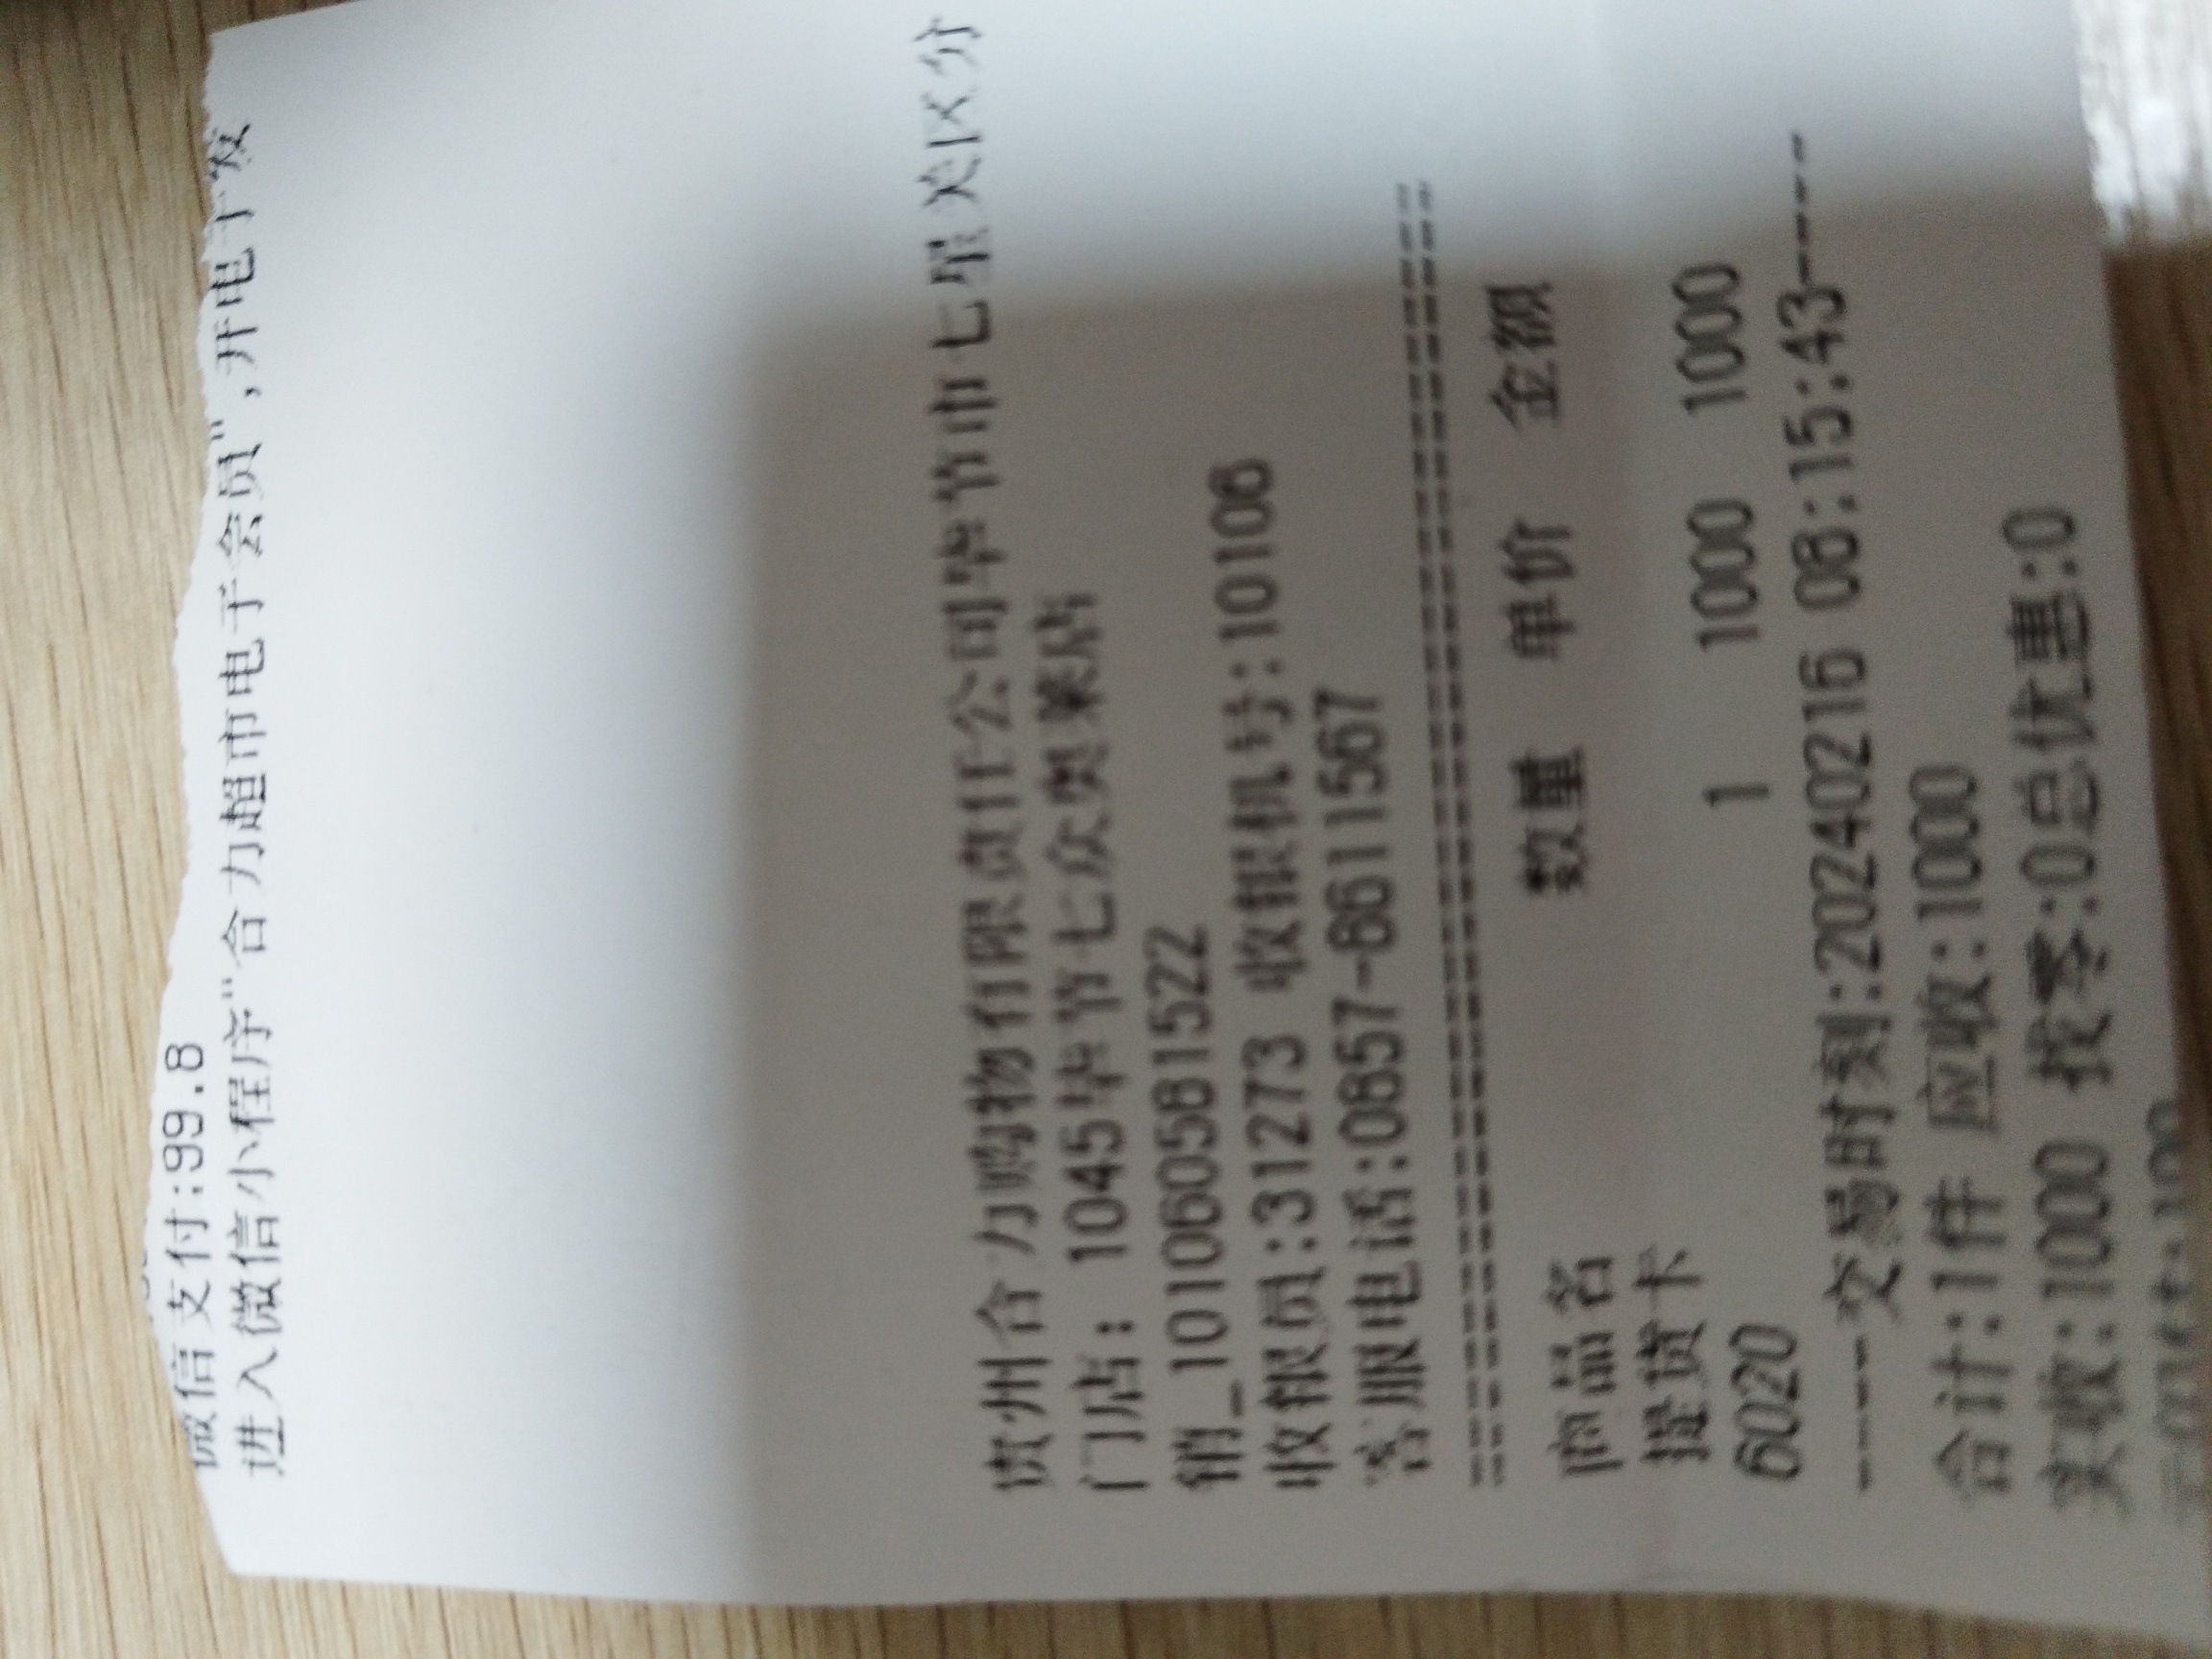 微信支付:99.8
进入微信小程序"合力超市电子会员",开电子发
贵州合力购物有限责任公司毕节市七星关区分
门店: 1045毕节七众奥莱店
销_101060581522
收银员:311273 收银机号:10106
客服电话:0857-8611567
================================
商品名 数量 单价 金额
提货卡
6020 1 1000 1000
----交易时刻:20240216 08:15:43----
合计:1件 应收:1000
实收:1000 找零:0总优惠:0